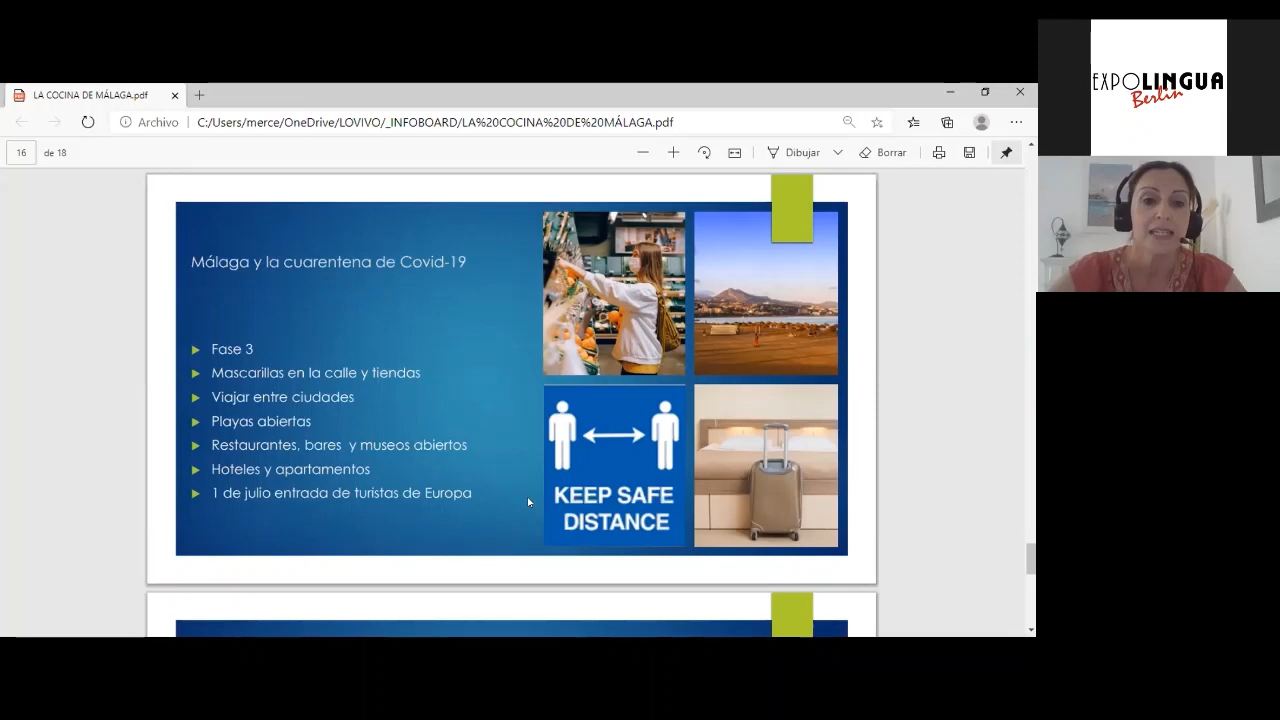 LA COCINA DE MÁLAGA.pdf
Archivo
C:/Users/merce/OneDrive/LOVIVO/_INFOBOARD/LA%20COCINA%20DE%20MÁLAGA.pdf
16 de 18
Dibujar
Borrar
Málaga y la cuarentena de Covid-19
Fase 3
Mascarillas en la calle y tiendas
Viajar entre ciudades
Playas abiertas
Restaurantes, bares y museos abiertos
Hoteles y apartamentos
1 de julio entrada de turistas de Europa
KEEP SAFE
DISTANCE
EXPOLINGUA
Berlin